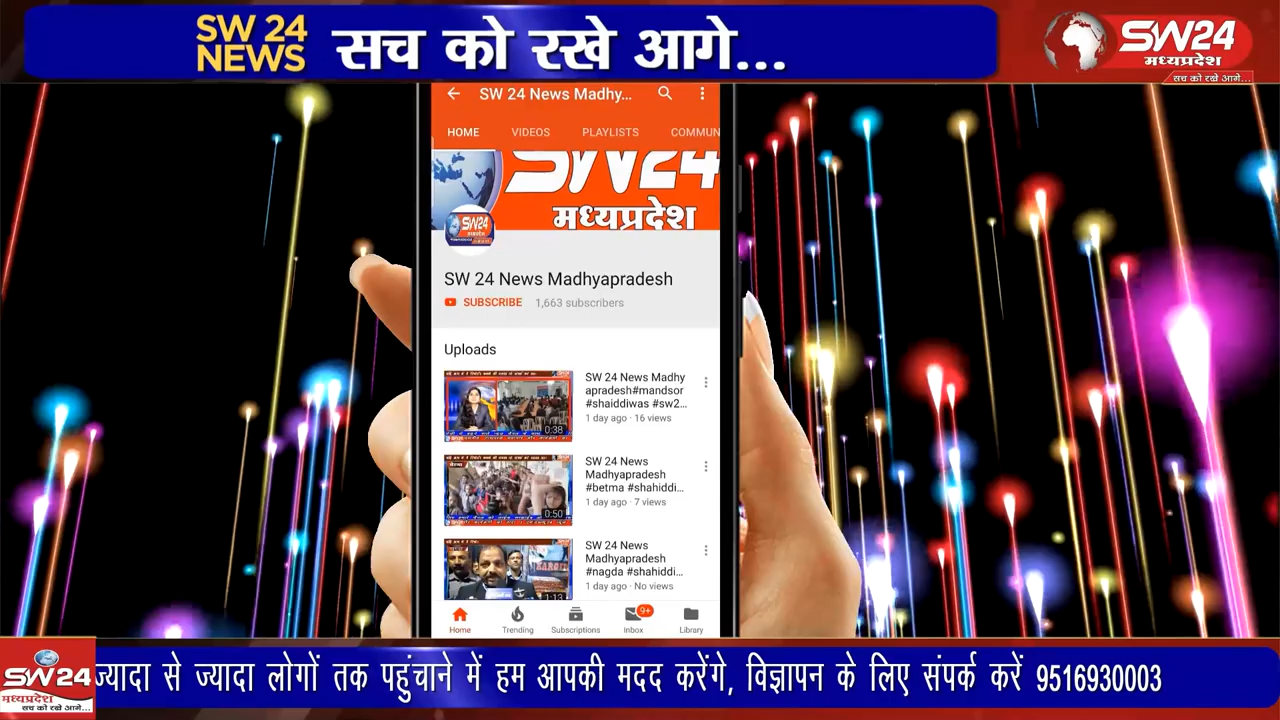 SW 24
NEWS
सच को रखे आगे...
SW24
मध्यप्रदेश
सच को रखे आगे...
SW 24 News Madhy...
HOME VIDEOS PLAYLISTS COMMUN
SW24
मध्यप्रदेश
SW24
SW 24 News Madhyapradesh
SUBSCRIBE 1,663 subscribers
Uploads
SW 24 News Madhy
apradesh#mandsor
#shaiddiwas #sw2...
1 day ago · 16 views
0:38
SW 24 News
Madhyapradesh
#betma #shahiddi...
1 day ago · 7 views
0:50
SW 24 News
Madhyapradesh
#nagda #shahiddi...
1 day ago · No views
1:13
9+
Home Trending Subscriptions Inbox Library
SW24
मध्यप्रदेश
सच को रखे आगे...
ज्यादा से ज्यादा लोगों तक पहुंचाने में हम आपकी मदद करेंगे, विज्ञापन के लिए संपर्क करें 9516930003